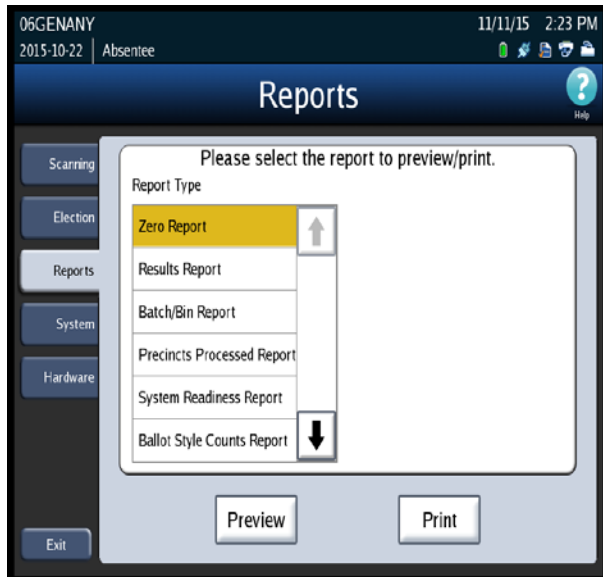 06GENANY
11/11/15 2:23 PM
2015-10-22 Absentee
Reports
Help
Scanning
Election
Reports
System
Hardware
Exit
Please select the report to preview/print.
Report Type
Zero Report
Results Report
Batch/Bin Report
Precincts Processed Report
System Readiness Report
Ballot Style Counts Report
Preview
Print